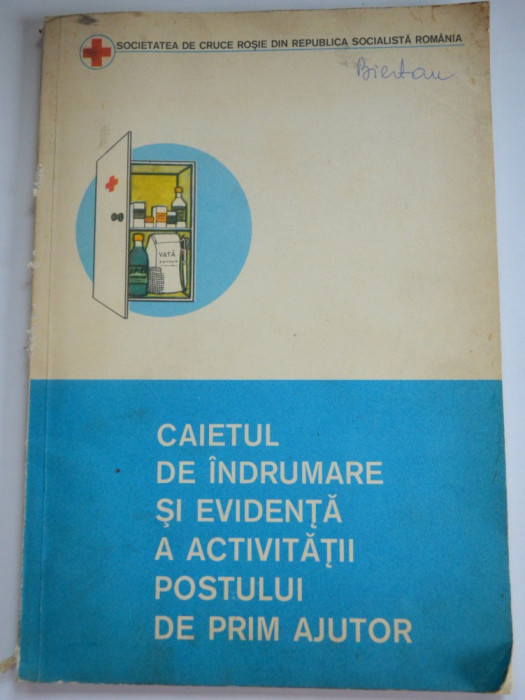 SOCIETATEA DE CRUCE ROȘIE DIN REPUBLICA SOCIALISTĂ ROMÂNIA
Biertan
VATĂ
CAIETUL
DE ÎNDRUMARE
ȘI EVIDENȚĂ
A ACTIVITĂȚII
POSTULUI
DE PRIM AJUTOR